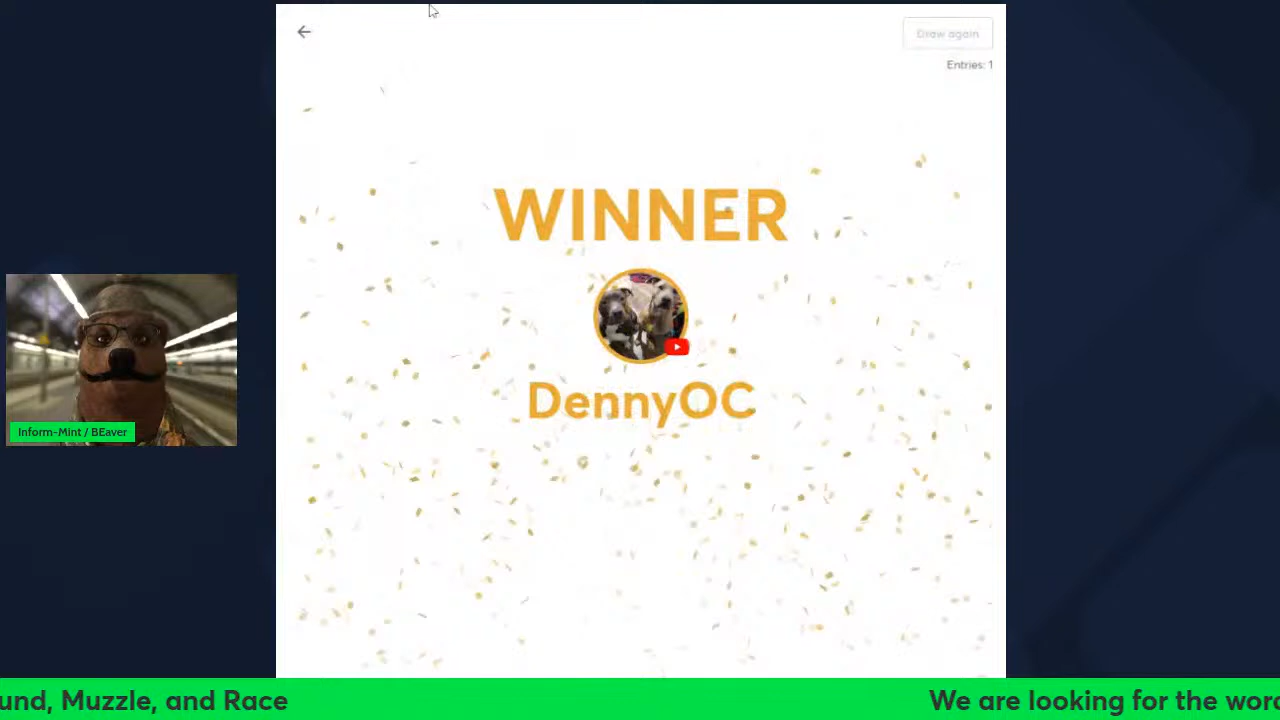 Draw again
Entries: 1
WINNER
DennyOC
Inform-Mint / BEaver
und, Muzzle, and Race
We are looking for the word